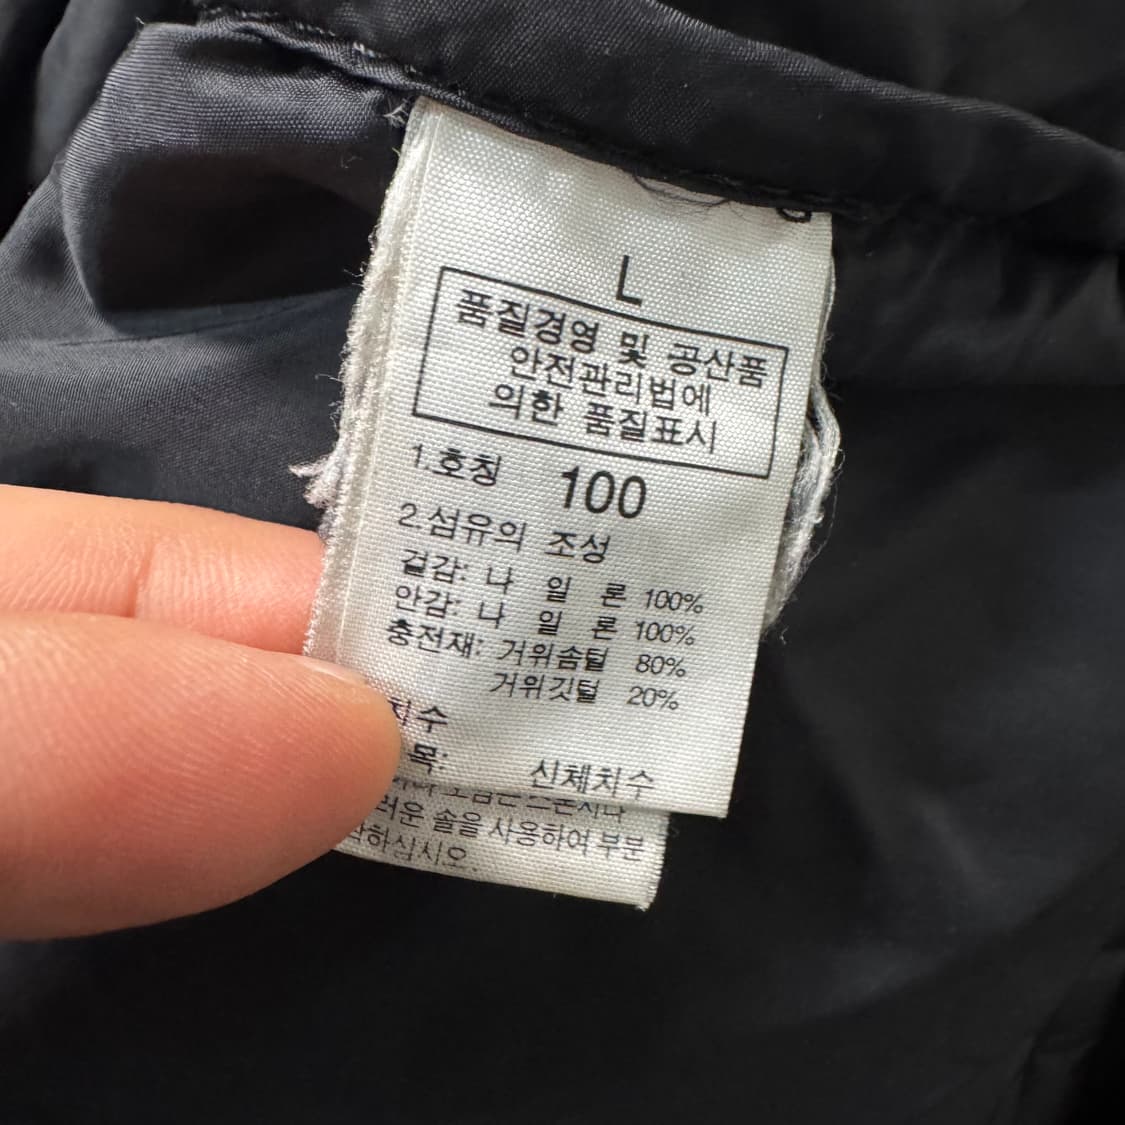 L
품질경영 및 공산품
안전관리법에
의한 품질표시
1.호칭 100
2.섬유의 조성
겉감: 나 일 론 100%
안감: 나 일 론 100%
충전재: 거위솜털 80%
거위깃털 20%
치수
목: 신체치수
러운 솔을 사용하여 부분
하십시오.